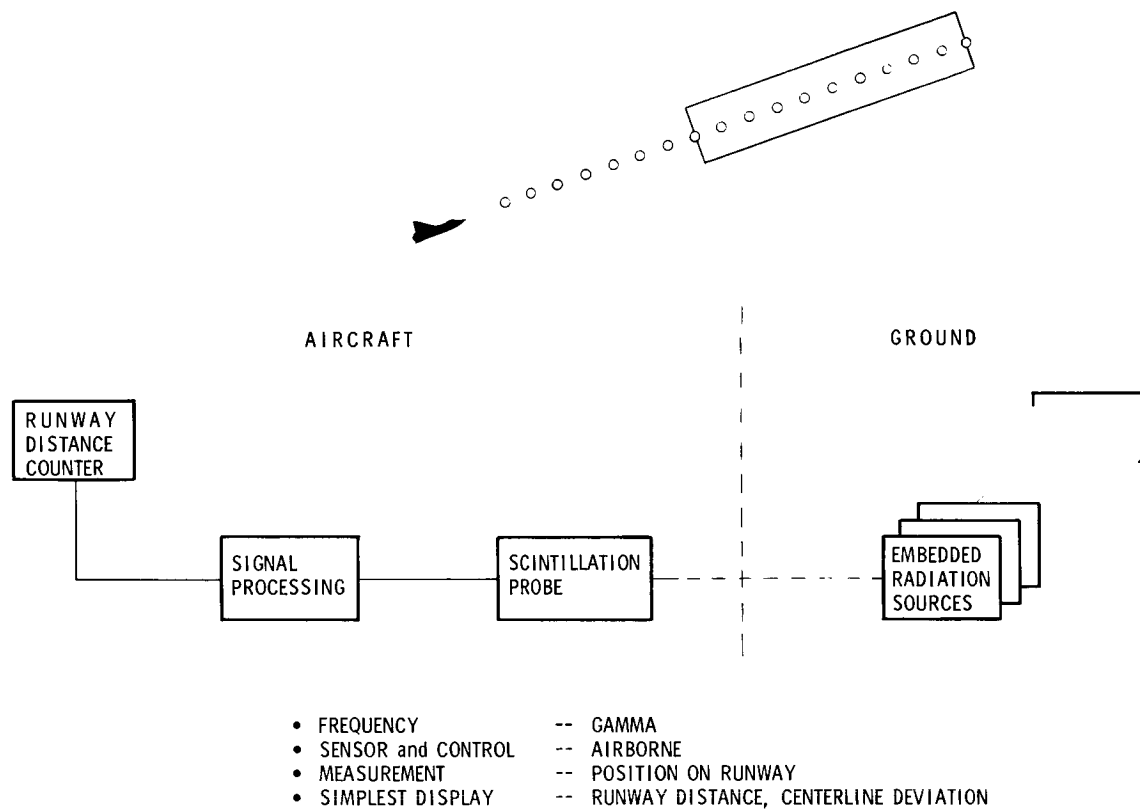 AIRCRAFT
GROUND
RUNWAY
DISTANCE
COUNTER
SIGNAL
PROCESSING
SCINTILLATION
PROBE
EMBEDDED
RADIATION
SOURCES
• FREQUENCY -- GAMMA
• SENSOR and CONTROL -- AIRBORNE
• MEASUREMENT -- POSITION ON RUNWAY
• SIMPLEST DISPLAY -- RUNWAY DISTANCE, CENTERLINE DEVIATION